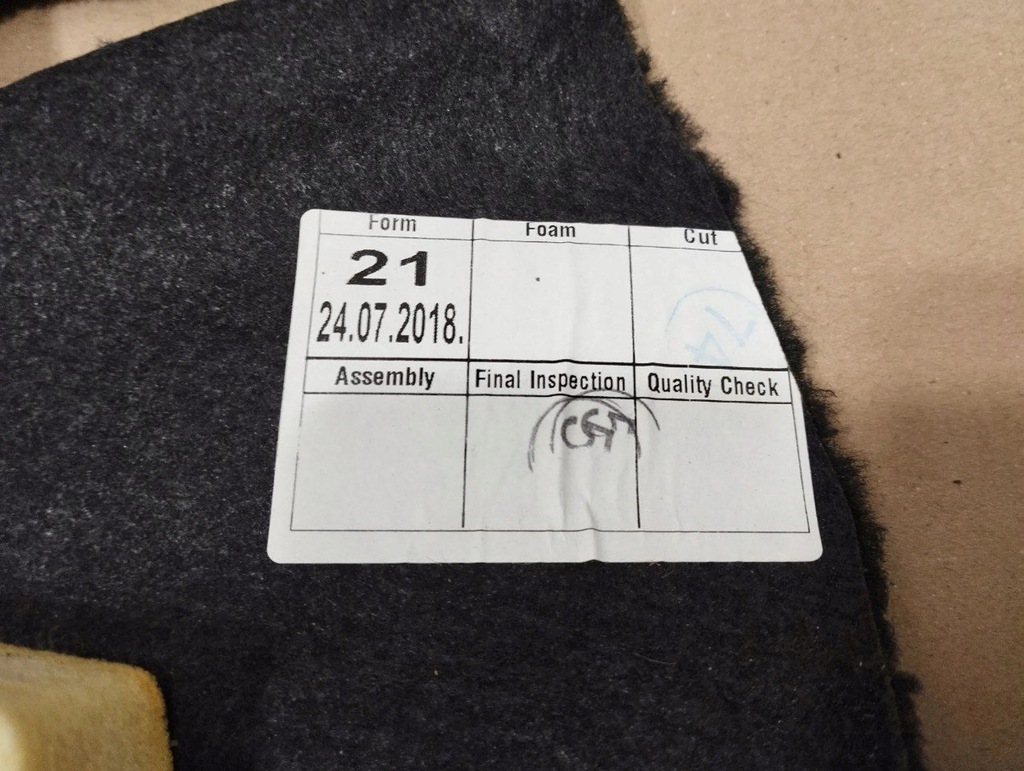 Form Foam Cut
21
24.07.2018.
Assembly Final Inspection Quality Check